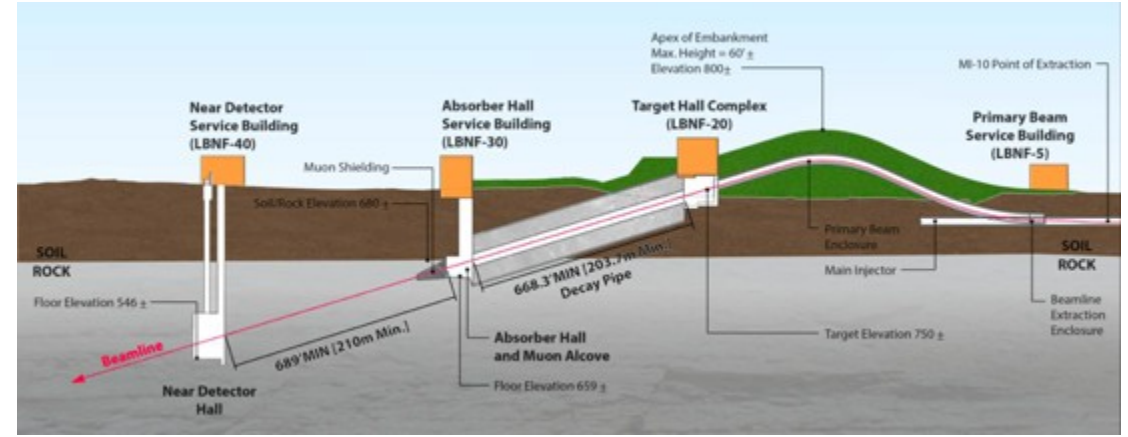 Apex of Embankment
Max. Height = 60' ±
Elevation 800±
MI-10 Point of Extraction
Near Detector
Service Building
(LBNF-40)
Absorber Hall
Service Building
(LBNF-30)
Target Hall Complex
(LBNF-20)
Primary Beam
Service Building
(LBNF-5)
Muon Shielding
Soil/Rock Elevation 680 ±
SOIL
ROCK
Primary Beam
Enclosure
SOIL
ROCK
Main Injector
668.3'MIN [203.7m Min.]
Decay Pipe
Floor Elevation 546 ±
Beamline
Extraction
Enclosure
689'MIN [210m Min.]
Absorber Hall
and Muon Alcove
Target Elevation 750 ±
Beamline
Floor Elevation 659 ±
Near Detector
Hall